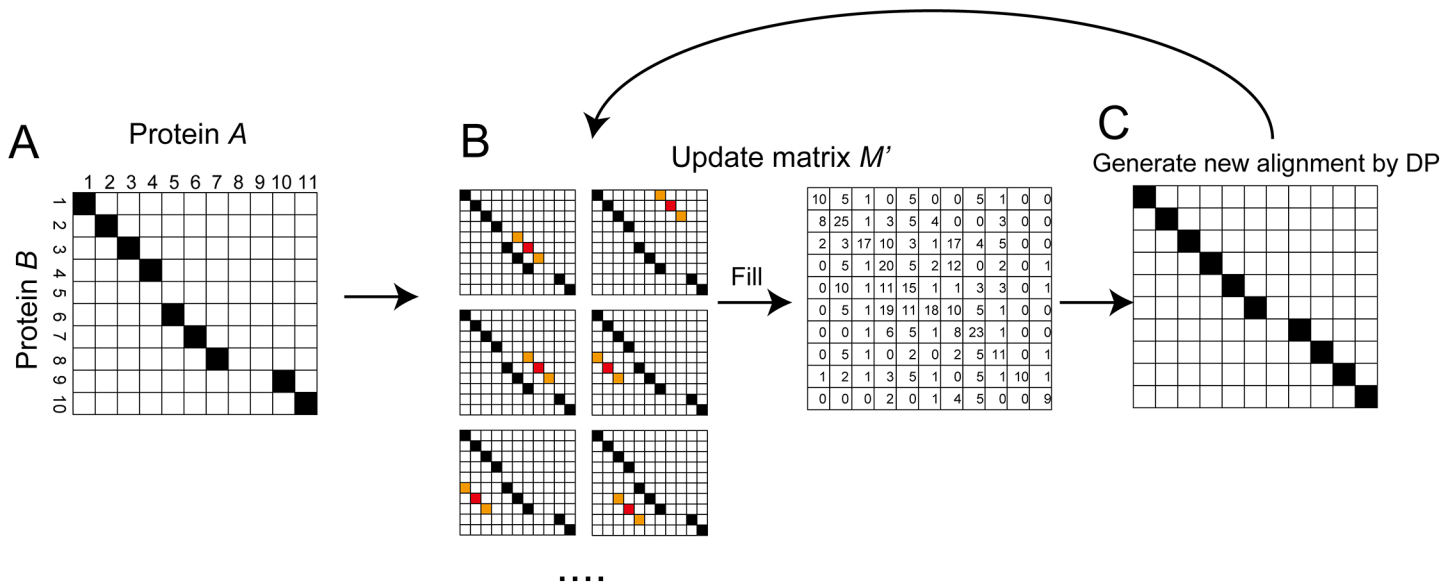 A
Protein A
1 2 3 4 5 6 7 8 9 10 11
Protein B
1
2
3
4
5
6
7
8
9
10
B
Update matrix M’
Fill
10 5 1 0 5 0 0 5 1 0 0
8 25 1 3 5 4 0 0 3 0 0
2 3 17 10 3 1 17 4 5 0 0
0 5 1 20 5 2 12 0 2 0 1
0 10 1 11 15 1 1 3 3 0 1
0 5 1 19 11 18 10 5 1 0 0
0 0 1 6 5 1 8 23 1 0 0
0 5 1 0 2 0 2 5 11 0 1
1 2 1 3 5 1 0 5 1 10 1
0 0 0 2 0 1 4 5 0 0 9
....
C
Generate new alignment by DP